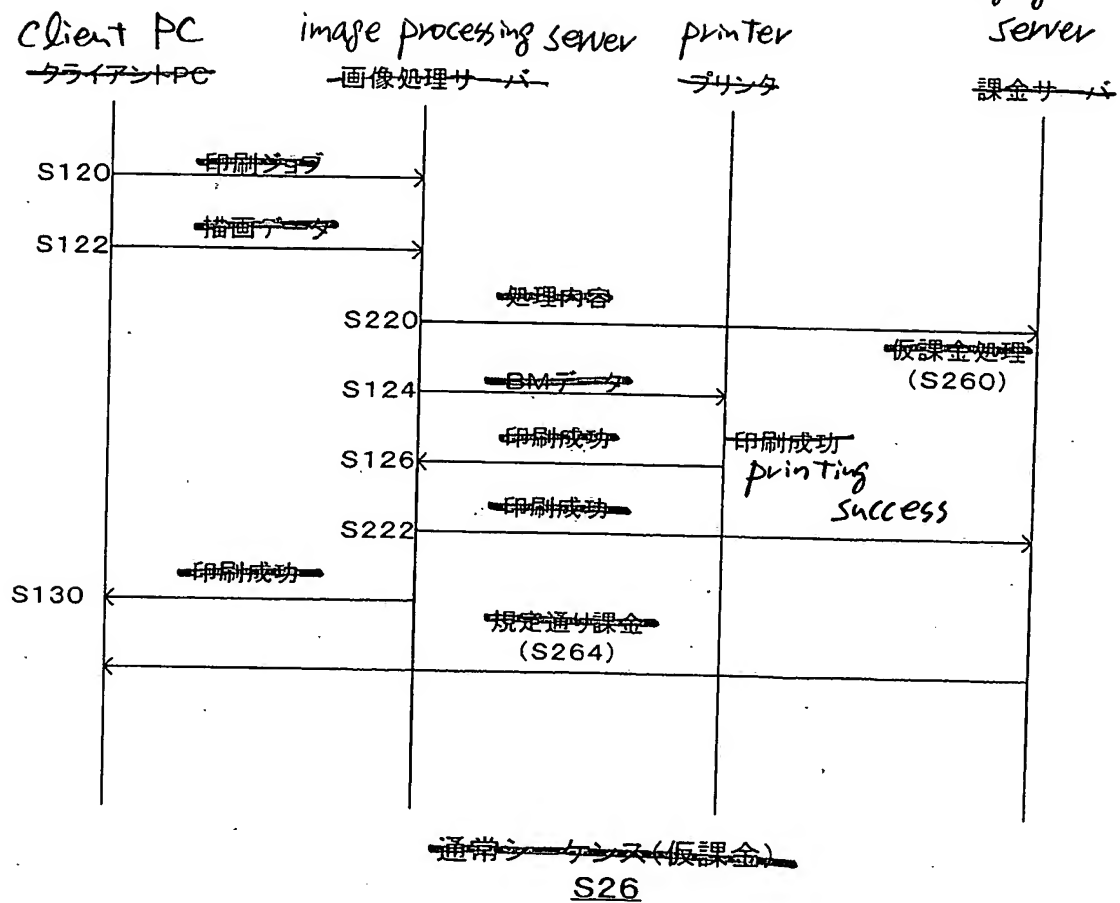 client PC
image processing server
printer
server
クライアントPC
画像処理サーバ
プリンタ
課金サーバ
印刷ジョブ
S120
描画データ
S122
処理内容
S220
仮課金処理
(S260)
BMデータ
S124
印刷成功
印刷成功
S126
printing
success
印刷成功
S222
印刷成功
S130
規定通り課金
(S264)
通常シーケンス(仮課金)
S26